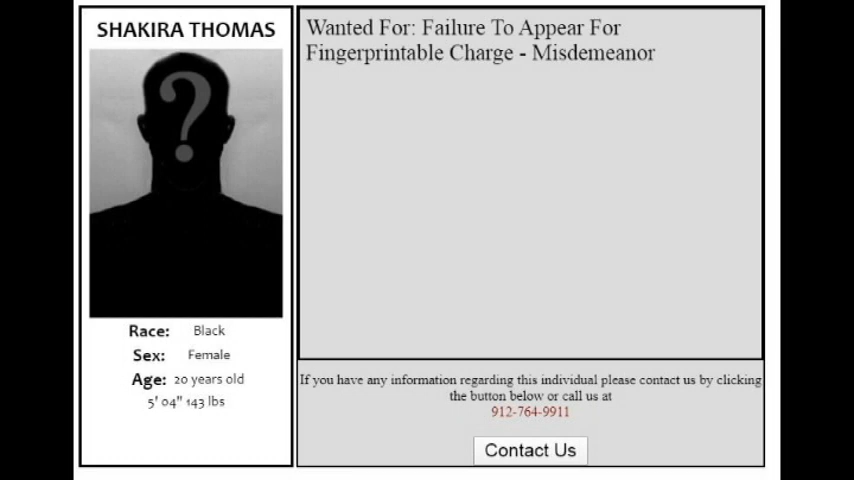 SHAKIRA THOMAS
?
Race: Black
Sex: Female
Age: 20 years old
5' 04" 143 lbs
Wanted For: Failure To Appear For
Fingerprintable Charge - Misdemeanor
If you have any information regarding this individual please contact us by clicking
the button below or call us at
912-764-9911
Contact Us